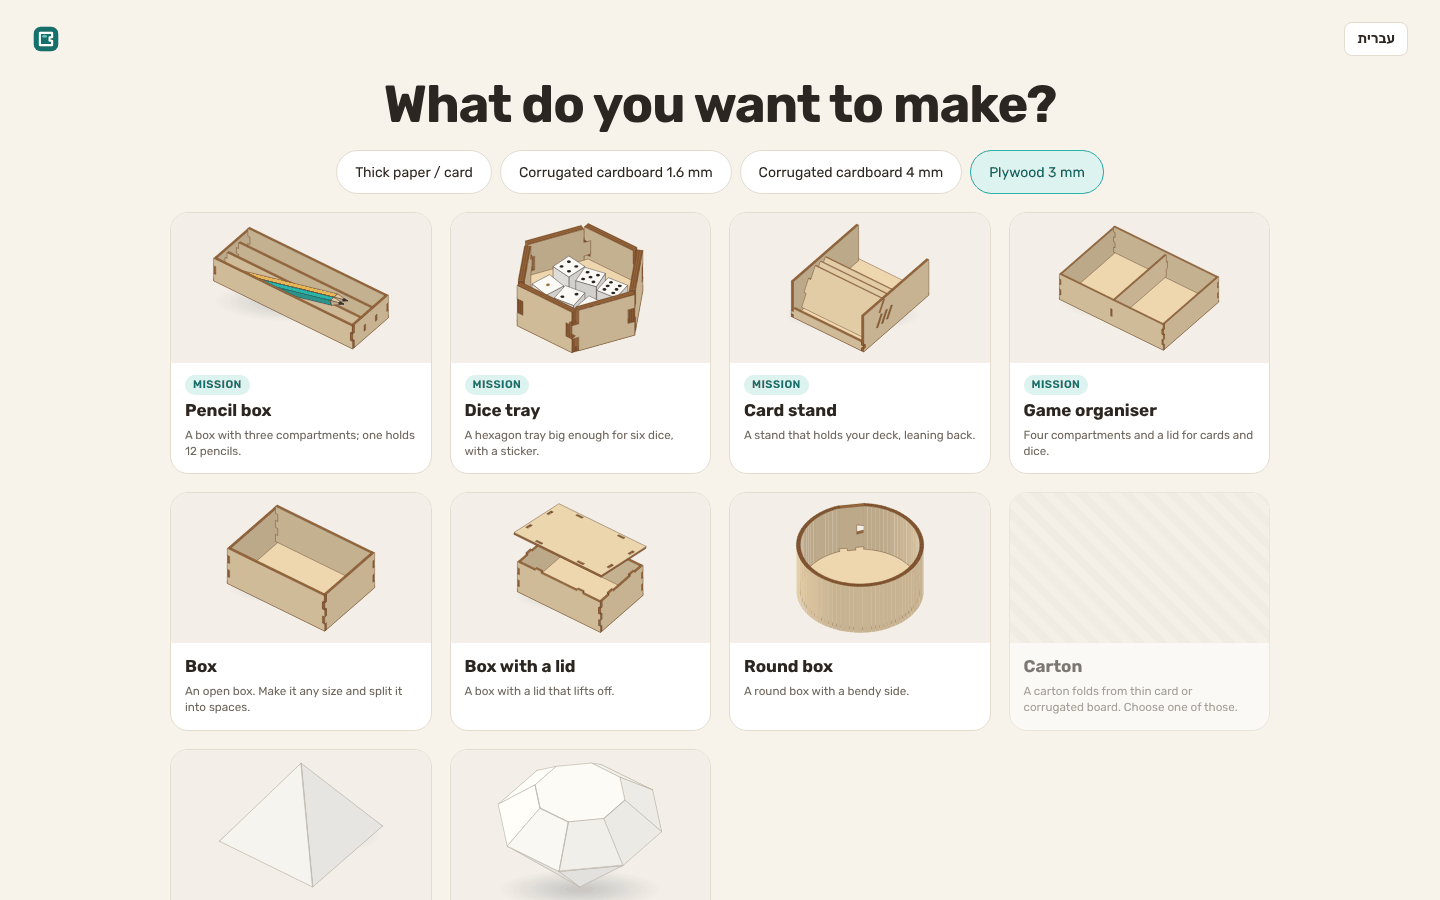 עברית
What do you want to make?
Thick paper / card
Corrugated cardboard 1.6 mm
Corrugated cardboard 4 mm
Plywood 3 mm
MISSION
Pencil box
A box with three compartments; one holds
12 pencils.
MISSION
Dice tray
A hexagon tray big enough for six dice,
with a sticker.
MISSION
Card stand
A stand that holds your deck, leaning back.
MISSION
Game organiser
Four compartments and a lid for cards and
dice.
Box
An open box. Make it any size and split it
into spaces.
Box with a lid
A box with a lid that lifts off.
Round box
A round box with a bendy side.
Carton
A carton folds from thin card or
corrugated board. Choose one of those.